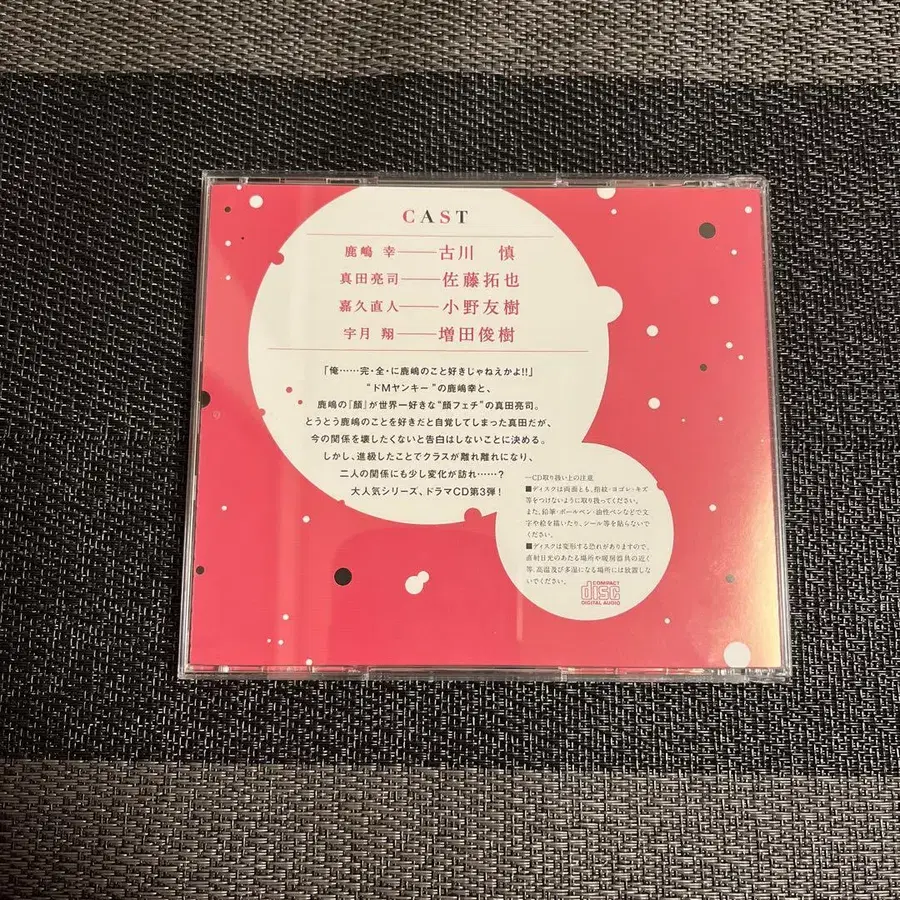 CAST
鹿嶋 幸――古川 慎
真田亮司――佐藤拓也
嘉久直人――小野友樹
宇月 翔――増田俊樹
「俺……完・全・に鹿嶋のこと好きじゃねえかよ!!」
“ドMヤンキー”の鹿嶋幸と、
鹿嶋の『顔』が世界一好きな“顔フェチ”の真田亮司。
とうとう鹿嶋のことを好きだと自覚してしまった真田だが、
今の関係を壊したくないと告白はしないことに決める。
しかし、進級したことでクラスが離れ離れになり、
二人の関係にも少し変化が訪れ……?
大人気シリーズ、ドラマCD第3弾!
―CD取り扱い上の注意
■ディスクは両面とも、指紋・ヨゴレ・キズ
等をつけないように取り扱ってください。
また、鉛筆・ボールペン・油性ペンなどで文
字や絵を描いたり、シール等を貼らないで
ください。
■ディスクは変形する恐れがありますので、
直射日光のあたる場所や暖房器具の近く
等、高温及び多湿になる場所には放置しな
いでください。
COMPACT
disc
DIGITAL AUDIO